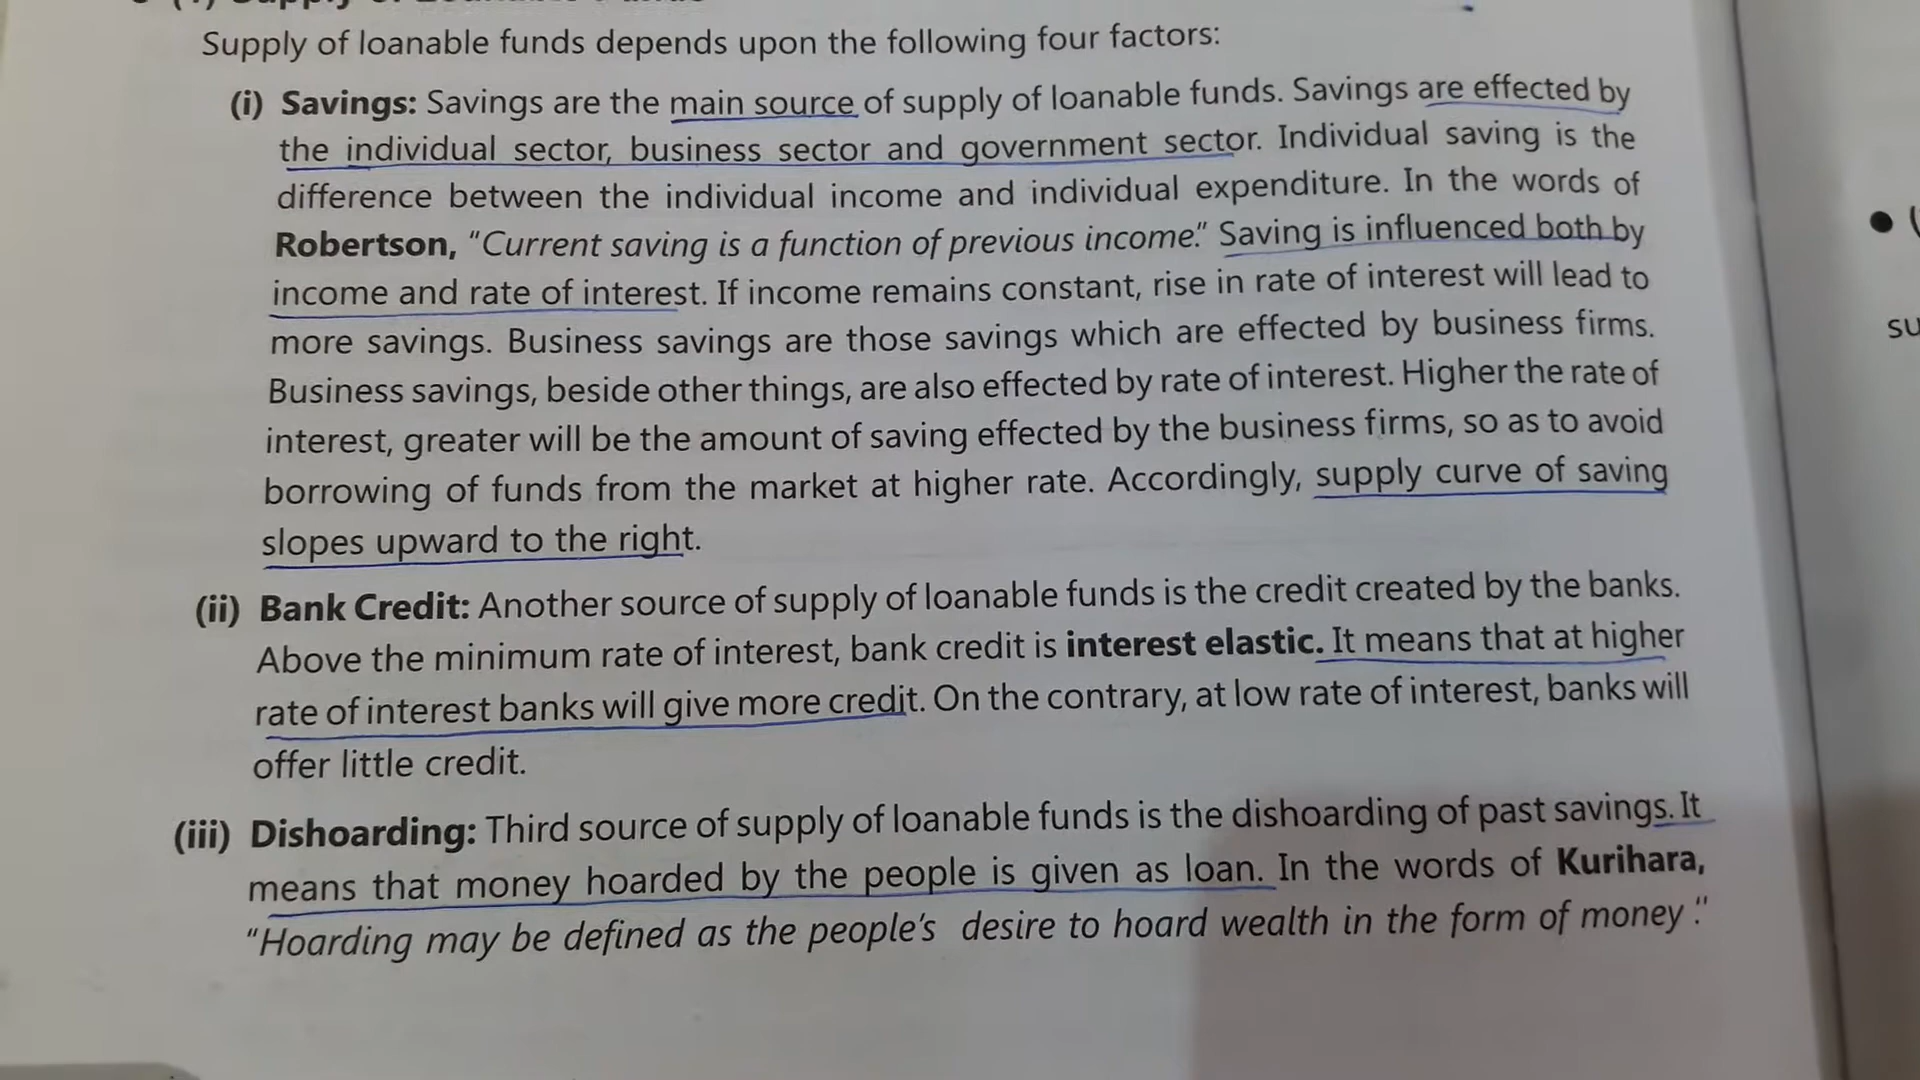 Supply of loanable funds depends upon the following four factors:
(i) Savings: Savings are the main source of supply of loanable funds. Savings are effected by
the individual sector, business sector and government sector. Individual saving is the
difference between the individual income and individual expenditure. In the words of
Robertson, "Current saving is a function of previous income." Saving is influenced both by
income and rate of interest. If income remains constant, rise in rate of interest will lead to
more savings. Business savings are those savings which are effected by business firms.
Business savings, beside other things, are also effected by rate of interest. Higher the rate of
interest, greater will be the amount of saving effected by the business firms, so as to avoid
borrowing of funds from the market at higher rate. Accordingly, supply curve of saving
slopes upward to the right.
(ii) Bank Credit: Another source of supply of loanable funds is the credit created by the banks.
Above the minimum rate of interest, bank credit is interest elastic. It means that at higher
rate of interest banks will give more credit. On the contrary, at low rate of interest, banks will
offer little credit.
(iii) Dishoarding: Third source of supply of loanable funds is the dishoarding of past savings. It
means that money hoarded by the people is given as loan. In the words of Kurihara,
"Hoarding may be defined as the people's desire to hoard wealth in the form of money."
su